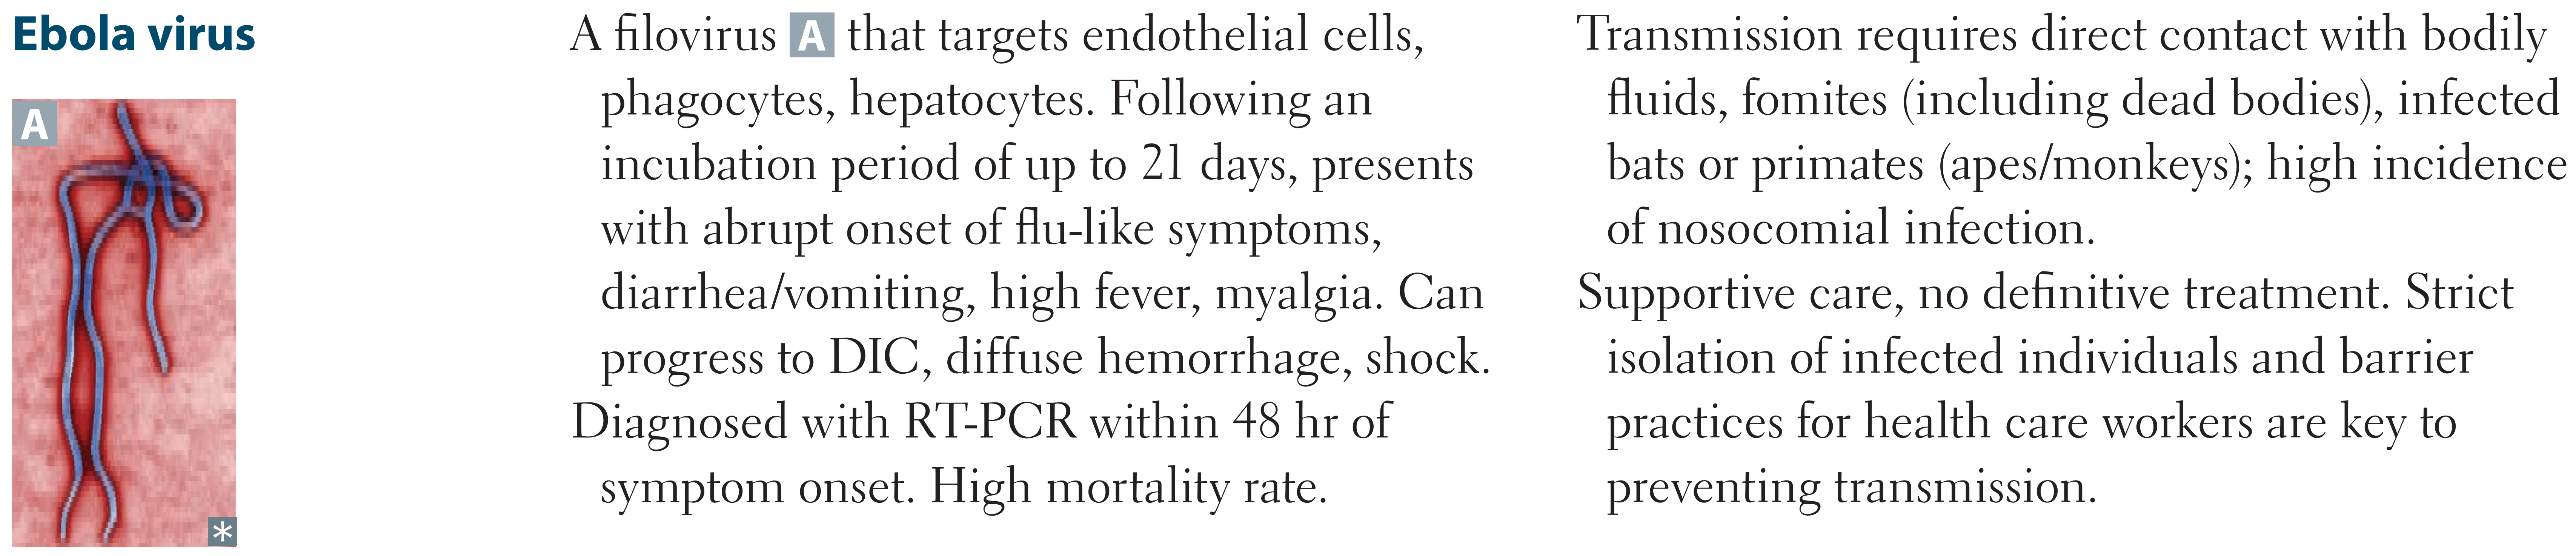 Ebola virus
A
*
A filovirus A that targets endothelial cells,
phagocytes, hepatocytes. Following an
incubation period of up to 21 days, presents
with abrupt onset of flu-like symptoms,
diarrhea/vomiting, high fever, myalgia. Can
progress to DIC, diffuse hemorrhage, shock.
Diagnosed with RT-PCR within 48 hr of
symptom onset. High mortality rate.
Transmission requires direct contact with bodily
fluids, fomites (including dead bodies), infected
bats or primates (apes/monkeys); high incidence
of nosocomial infection.
Supportive care, no definitive treatment. Strict
isolation of infected individuals and barrier
practices for health care workers are key to
preventing transmission.